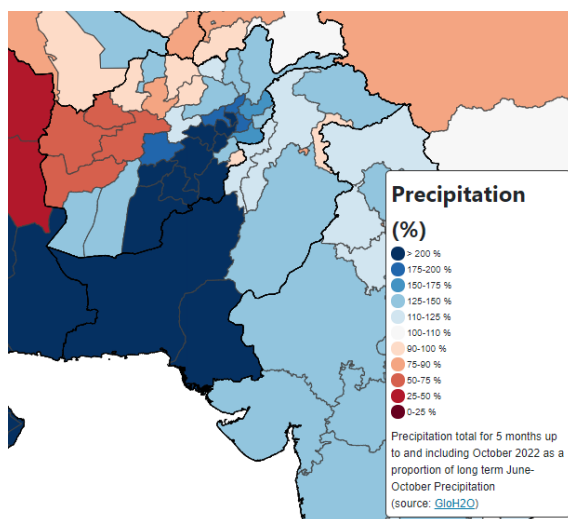 Precipitation
(%)
> 200 %
175-200 %
150-175 %
125-150 %
110-125 %
100-110 %
90-100 %
75-90 %
50-75 %
25-50 %
0-25 %
Precipitation total for 5 months up
to and including October 2022 as a
proportion of long term June-
October Precipitation
(source: GloH2O)